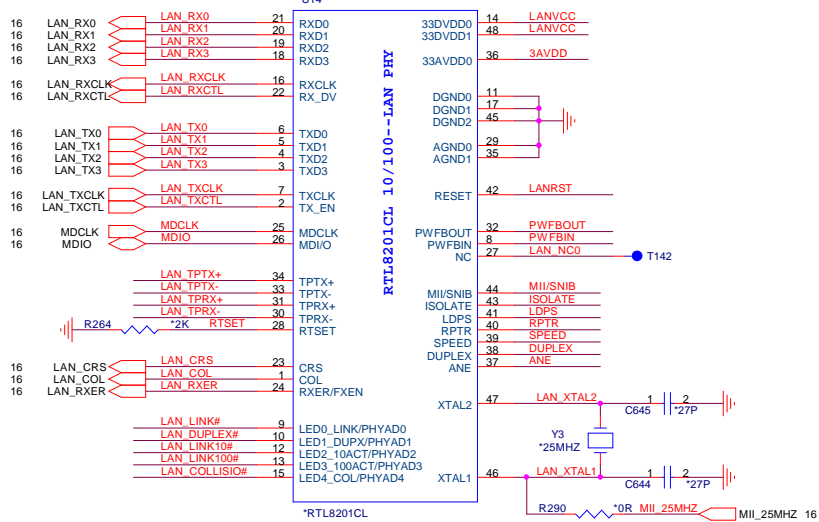 16 LAN_RX0 LAN_RX0 21 RXD0 33DVDD0 14 LANVCC
16 LAN_RX1 LAN_RX1 20 RXD1 33DVDD1 48 LANVCC
16 LAN_RX2 LAN_RX2 19 RXD2
16 LAN_RX3 LAN_RX3 18 RXD3 33AVDD0 36 3AVDD
16 LAN_RXCLK LAN_RXCLK 16 RXCLK
16 LAN_RXCTL LAN_RXCTL 22 RX_DV DGND0 11
DGND1 17
DGND2 45
16 LAN_TX0 LAN_TX0 6 TXD0
16 LAN_TX1 LAN_TX1 5 TXD1 AGND0 29
16 LAN_TX2 LAN_TX2 4 TXD2 AGND1 35
16 LAN_TX3 LAN_TX3 3 TXD3
16 LAN_TXCLK LAN_TXCLK 7 TXCLK RESET 42 LANRST
16 LAN_TXCTL LAN_TXCTL 2 TX_EN
16 MDCLK MDCLK 25 MDCLK PWFBOUT 32 PWFBOUT
16 MDIO MDIO 26 MDI/O PWFBIN 8 PWFBIN
NC 27 LAN_NC0 T142
RTL8201CL 10/100--LAN PHY
LAN_TPTX+ 34 TPTX+ MII/SNIB 44 MII/SNIB
LAN_TPTX- 33 TPTX- ISOLATE 43 ISOLATE
LAN_TPRX+ 31 TPRX+ LDPS 41 LDPS
LAN_TPRX- 30 TPRX- RPTR 40 RPTR
R264 *2K RTSET 28 RTSET SPEED 39 SPEED
DUPLEX 38 DUPLEX
ANE 37 ANE
16 LAN_CRS LAN_CRS 23 CRS
16 LAN_COL LAN_COL 1 COL
16 LAN_RXER LAN_RXER 24 RXER/FXEN
XTAL2 47 LAN_XTAL2 1 2
C645 *27P
LAN_LINK# 9 LED0_LINK/PHYAD0
LAN_DUPLEX# 10 LED1_DUPX/PHYAD1
LAN_LINK10# 12 LED2_10ACT/PHYAD2
LAN_LINK100# 13 LED3_100ACT/PHYAD3
LAN_COLLISIO# 15 LED4_COL/PHYAD4
Y3
*25MHZ
XTAL1 46 LAN_XTAL1 1 2
C644 *27P
*RTL8201CL
R290 *0R MII_25MHZ MII_25MHZ 16